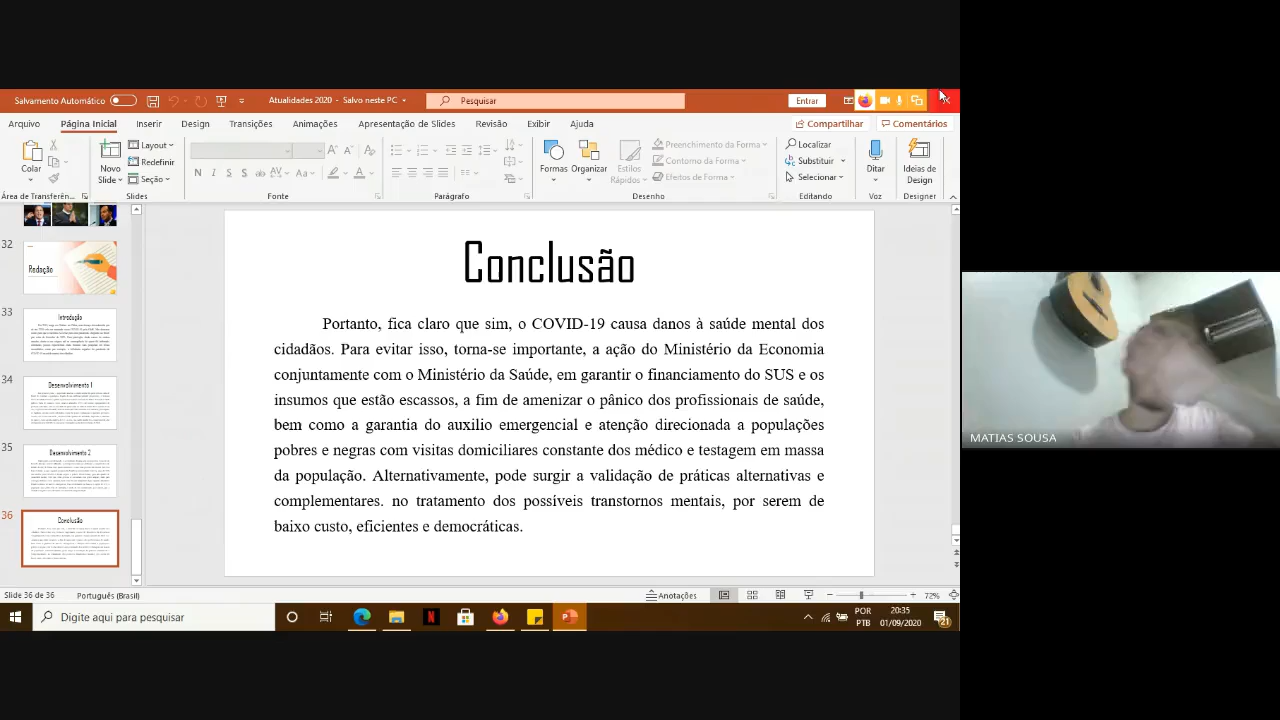 Salvamento Automático
Atualidades 2020 - Salvo neste PC
Pesquisar
Entrar
Arquivo
Página Inicial
Inserir
Design
Transições
Animações
Apresentação de Slides
Revisão
Exibir
Ajuda
Compartilhar
Comentários
Colar
Novo
Slide
Layout
Redefinir
Seção
N I S S ab AV Aa A
Formas
Organizar
Estilos
Rápidos
Preenchimento da Forma
Contorno da Forma
Efeitos de Forma
Localizar
Substituir
Selecionar
Ditar
Ideias de
Design
Área de Transferên...
Slides
Fonte
Parágrafo
Desenho
Editando
Voz
Designer
32
Redação
33
Introdução
34
Desenvolvimento 1
35
Desenvolvimento 2
36
Conclusão
Conclusão
Portanto, fica claro que sim, o COVID-19 causa danos à saúde mental dos
cidadãos. Para evitar isso, torna-se importante, a ação do Ministério da Economia
conjuntamente com o Ministério da Saúde, em garantir o financiamento do SUS e os
insumos que estão escassos, a fim de amenizar o pânico dos profissionais de saúde,
bem como a garantia do auxilio emergencial e atenção direcionada a populações
pobres e negras com visitas domiciliares constante dos médico e testagem em massa
da população. Alternativamente pode surgir a validação de práticas alternativas e
complementares. no tratamento dos possíveis transtornos mentais, por serem de
baixo custo, eficientes e democráticas.
MATIAS SOUSA
Slide 36 de 36
Português (Brasil)
Anotações
72%
Digite aqui para pesquisar
POR
PTB
20:35
01/09/2020
21